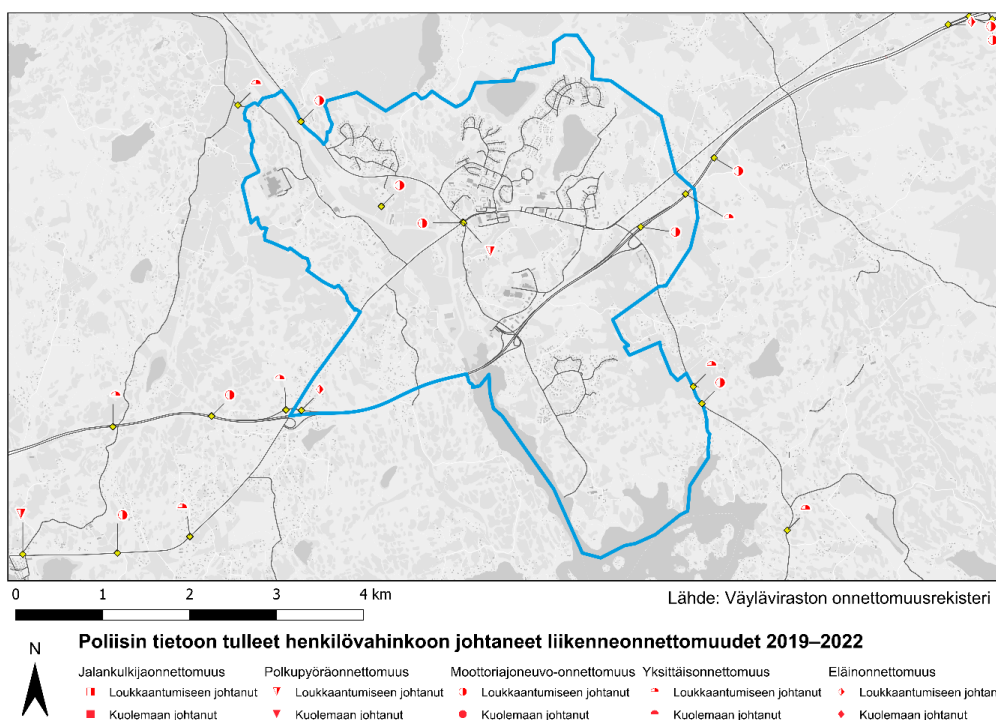 0 1 2 3 4 km
Lähde: Väyläviraston onnettomuusrekisteri
N
Poliisin tietoon tulleet henkilövahinkoon johtaneet liikenneonnettomuudet 2019–2022
Jalankulkijaonnettomuus Polkupyöräonnettomuus Moottoriajoneuvo-onnettomuus Yksittäisonnettomuus Eläinonnettomuus
Loukkaantumiseen johtanut Loukkaantumiseen johtanut Loukkaantumiseen johtanut Loukkaantumiseen johtanut Loukkaantumiseen johtanut
Kuolemaan johtanut Kuolemaan johtanut Kuolemaan johtanut Kuolemaan johtanut Kuolemaan johtanut